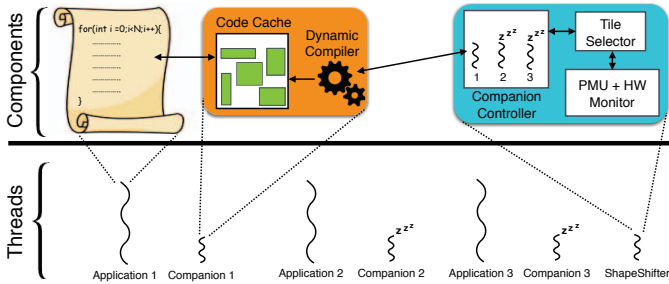 Components
for(int i =0;i<N;i++){
..............
..............
..............
..............
..............
}
Code Cache
Dynamic
Compiler
z z z
z z z
1
2
3
Companion
Controller
Tile
Selector
PMU + HW
Monitor
Threads
z z z
z z z
Application 1
Companion 1
Application 2
Companion 2
Application 3
Companion 3
ShapeShifter